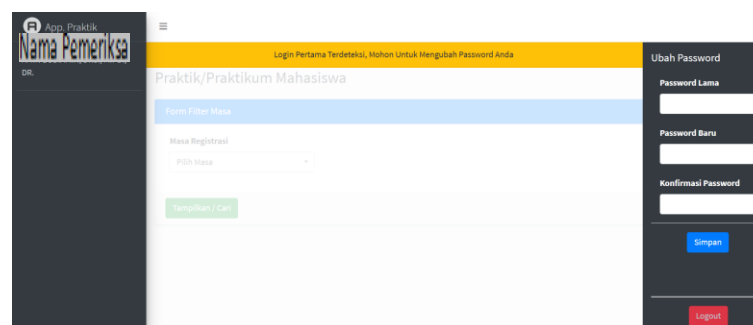 App. Praktik
Nama Pemeriksa
DR.
Login Pertama Terdeteksi, Mohon Untuk Mengubah Password Anda
Praktik/Praktikum Mahasiswa
Form Filter Masa
Masa Registrasi
Pilih Masa
Tampilkan / Cari
Ubah Password
Password Lama
Password Baru
Konfirmasi Password
Simpan
Logout